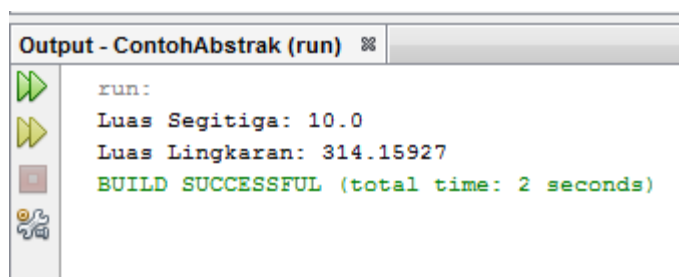 Output - ContohAbstrak (run)
run:
Luas Segitiga: 10.0
Luas Lingkaran: 314.15927
BUILD SUCCESSFUL (total time: 2 seconds)